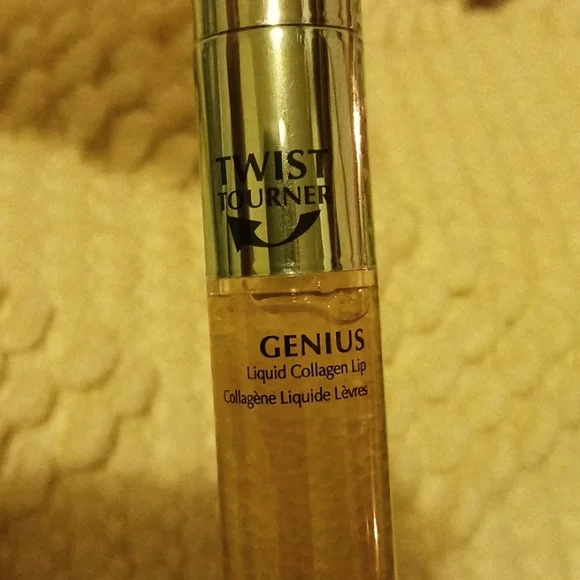 TWIST
TOURNER
GENIUS
Liquid Collagen Lip
Collagène Liquide Lèvres